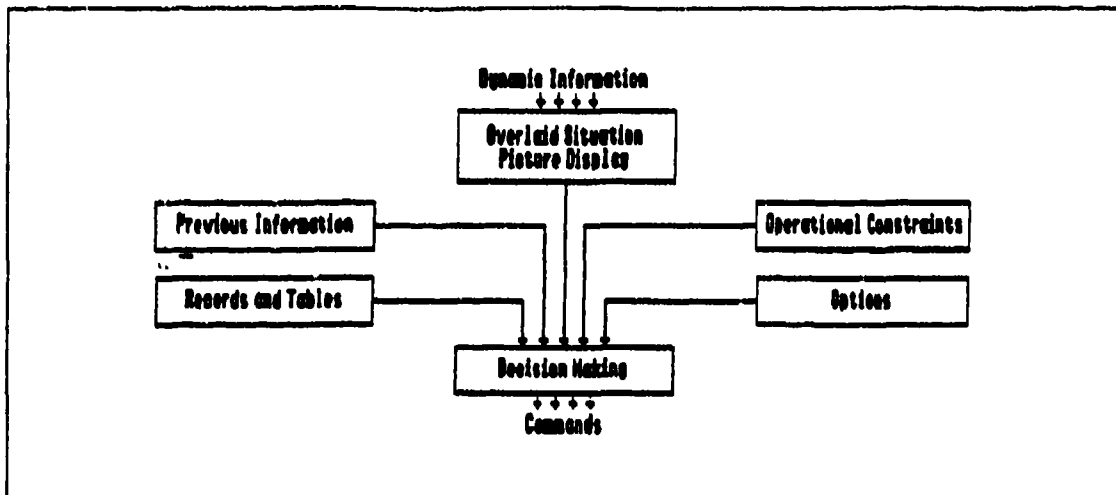 Dynamic Information
Overlaid Situation
Picture Display
Previous Information
Operational Constraints
Records and Tables
Options
Decision Making
Commands